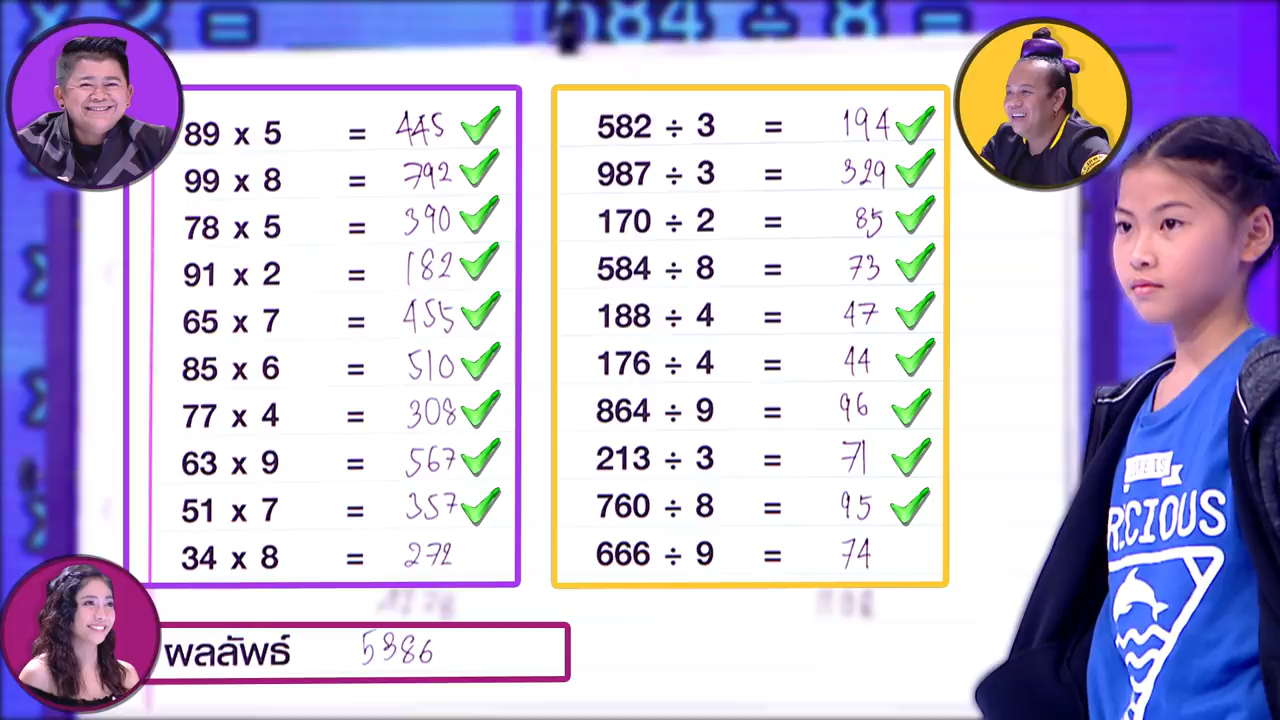 584 ÷ 8 =
89 x 5 = 445
99 x 8 = 792
78 x 5 = 390
91 x 2 = 182
65 x 7 = 455
85 x 6 = 510
77 x 4 = 308
63 x 9 = 567
51 x 7 = 357
34 x 8 = 272
582 ÷ 3 = 194
987 ÷ 3 = 329
170 ÷ 2 = 85
584 ÷ 8 = 73
188 ÷ 4 = 47
176 ÷ 4 = 44
864 ÷ 9 = 96
213 ÷ 3 = 71
760 ÷ 8 = 95
666 ÷ 9 = 74
ผลลัพธ์ 5386